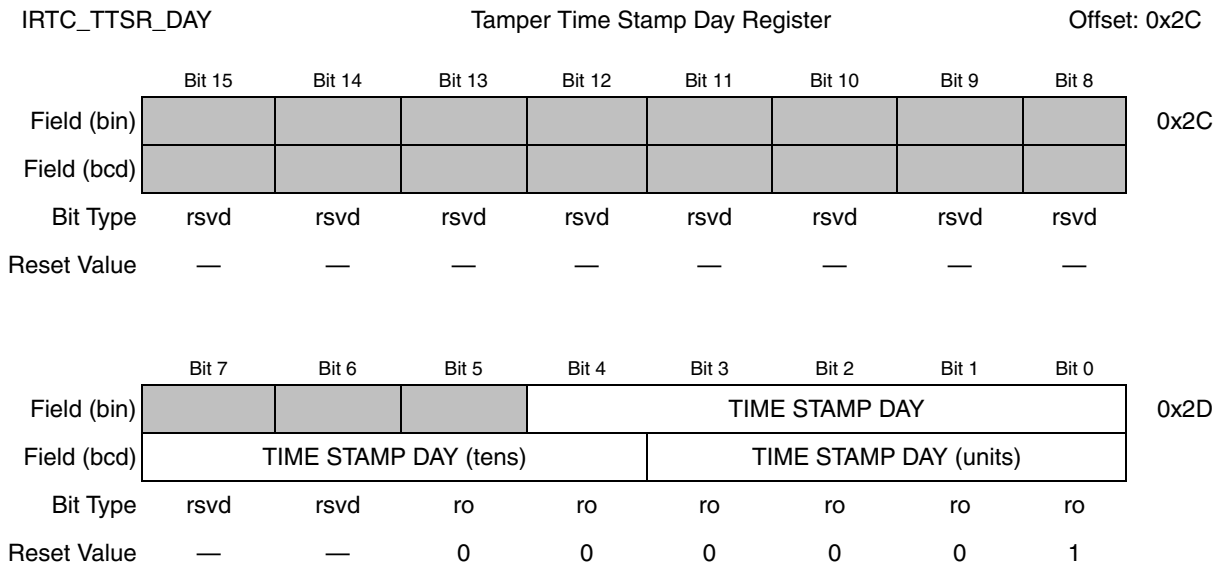 IRTC_TTSR_DAY Tamper Time Stamp Day Register Offset: 0x2C
Bit 15 Bit 14 Bit 13 Bit 12 Bit 11 Bit 10 Bit 9 Bit 8
Field (bin) 0x2C
Field (bcd)
Bit Type rsvd rsvd rsvd rsvd rsvd rsvd rsvd rsvd
Reset Value — — — — — — — —
Bit 7 Bit 6 Bit 5 Bit 4 Bit 3 Bit 2 Bit 1 Bit 0
Field (bin) TIME STAMP DAY 0x2D
Field (bcd) TIME STAMP DAY (tens) TIME STAMP DAY (units)
Bit Type rsvd rsvd ro ro ro ro ro ro
Reset Value — — 0 0 0 0 0 1